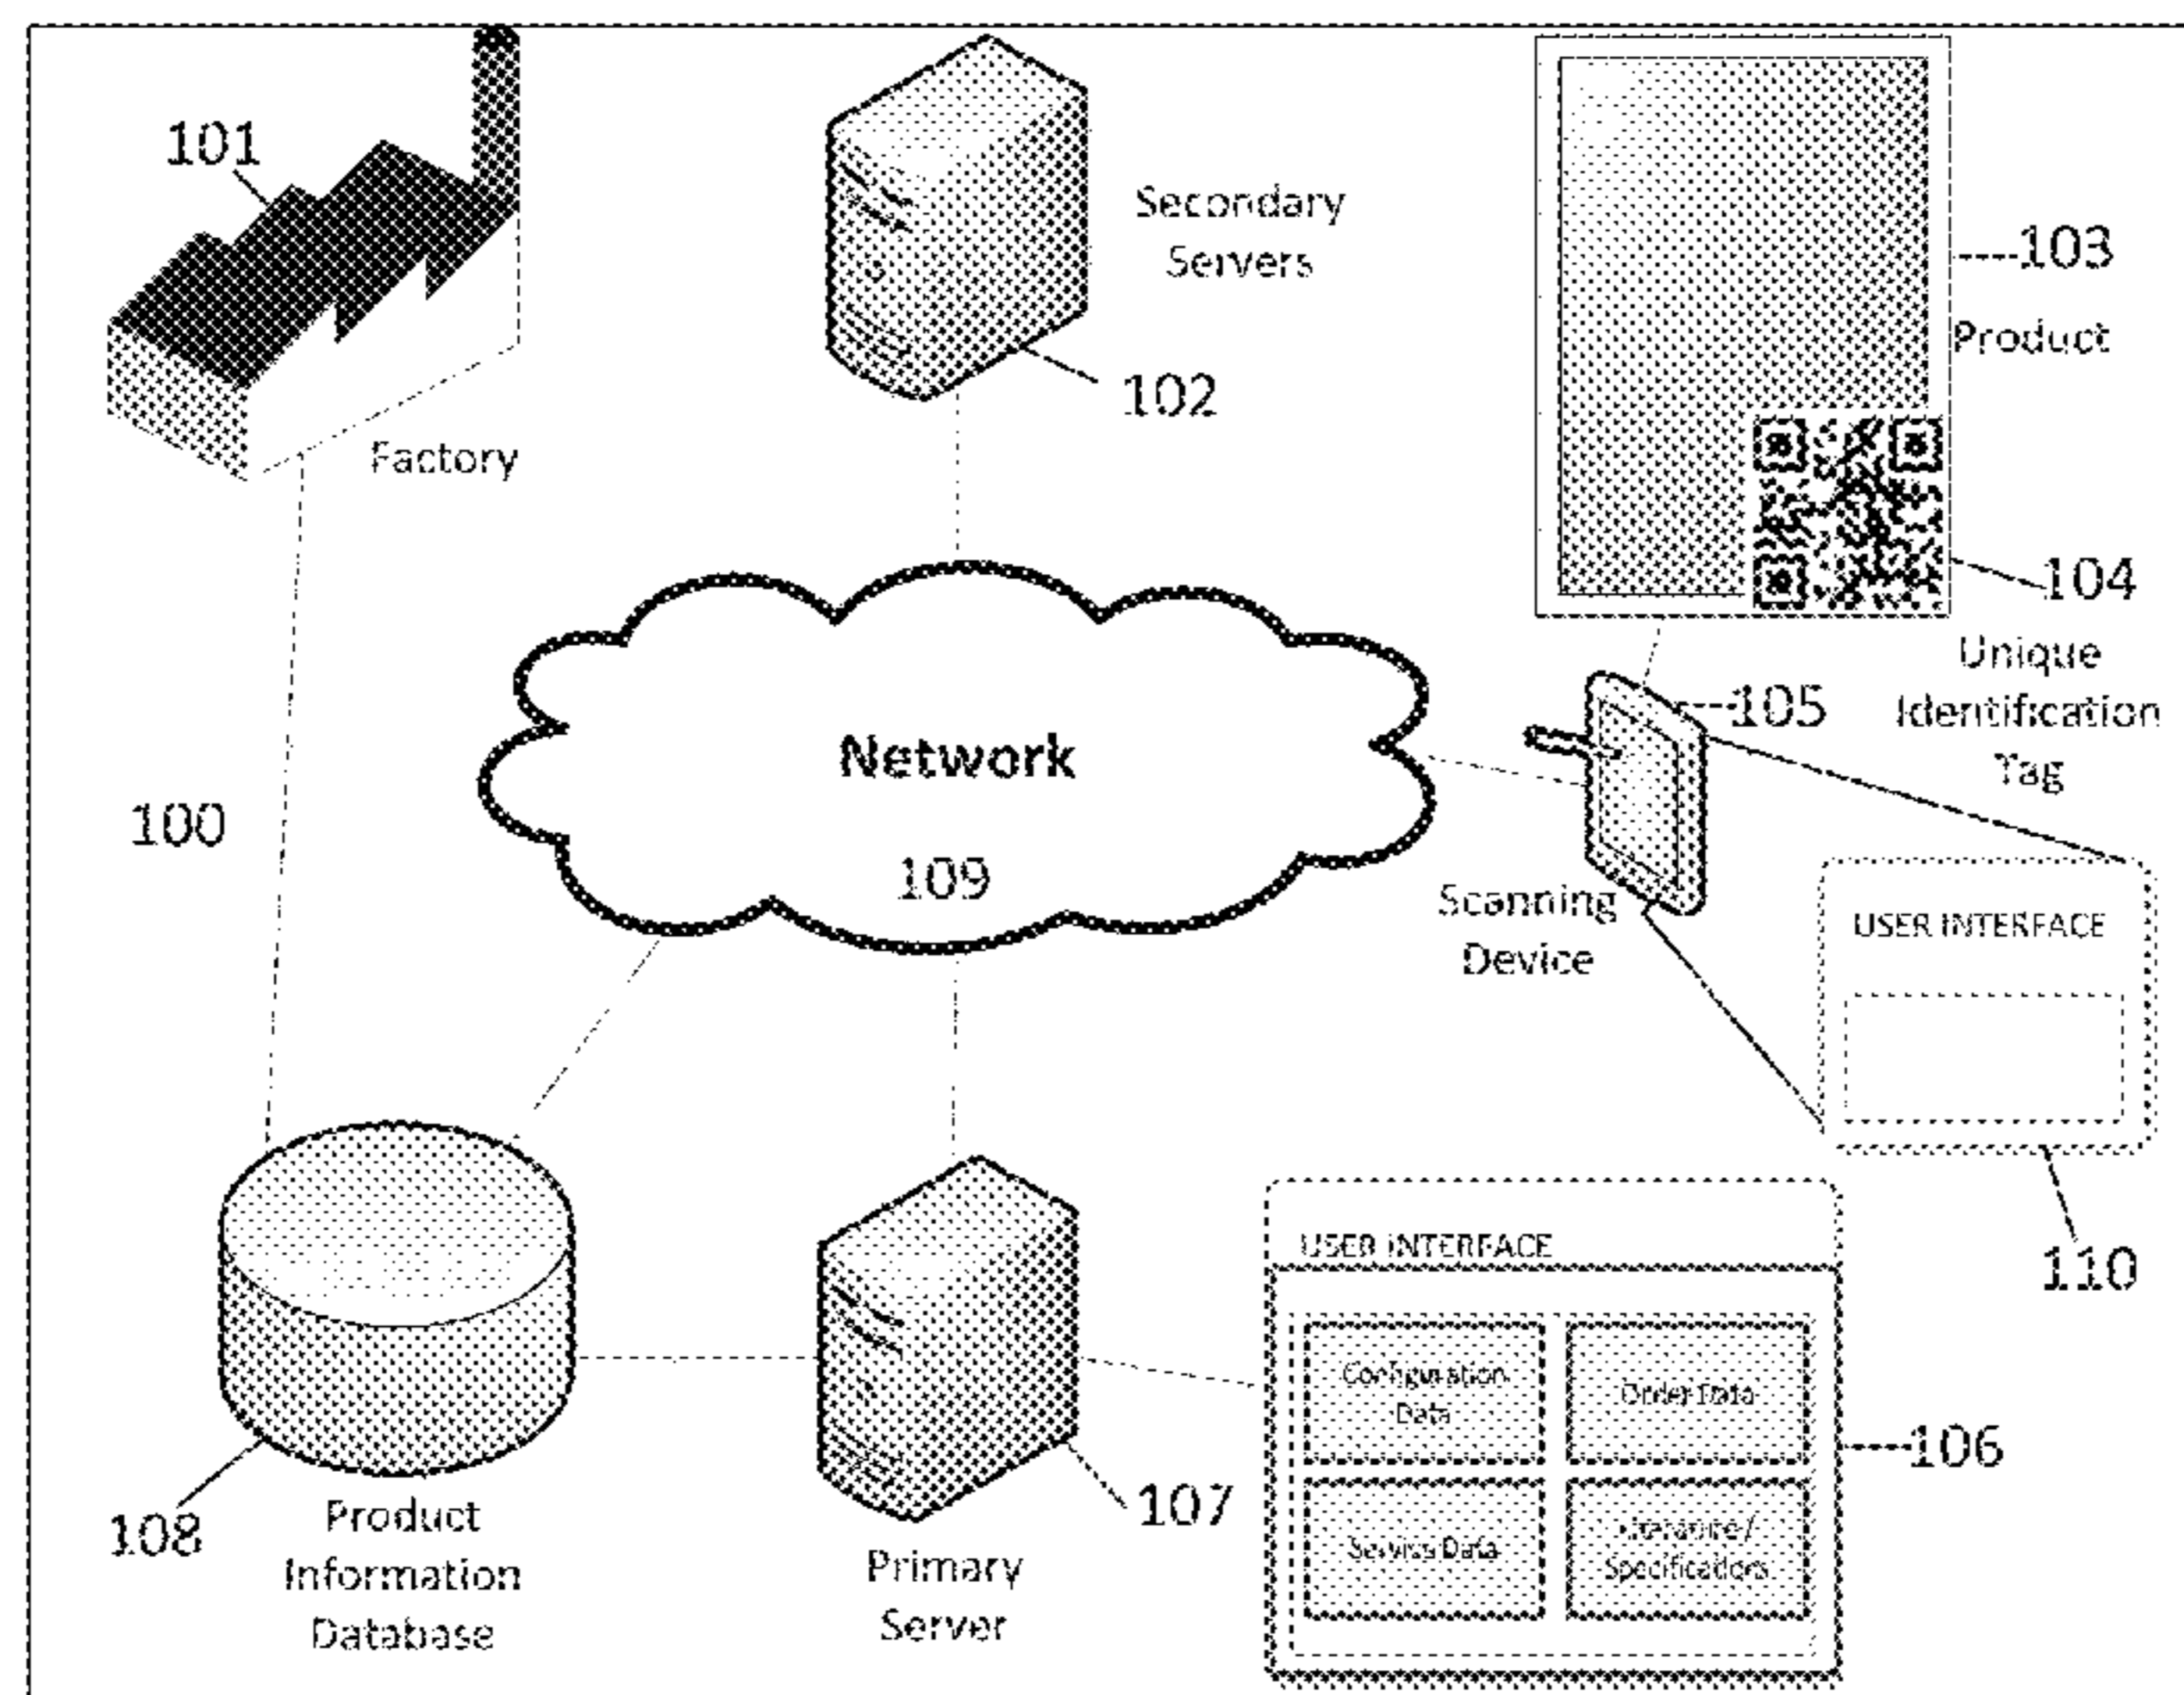 101
Factory
Secondary
Servers
102
103
Product
104
Unique
Identification
Tag
105
Scanning
Device
100
Network
109
USER INTERFACE
110
108
Product
Information
Database
107
Primary
Server
USER INTERFACE
Configuration
Data
Order Data
Service Data
Literature /
Specifications
106